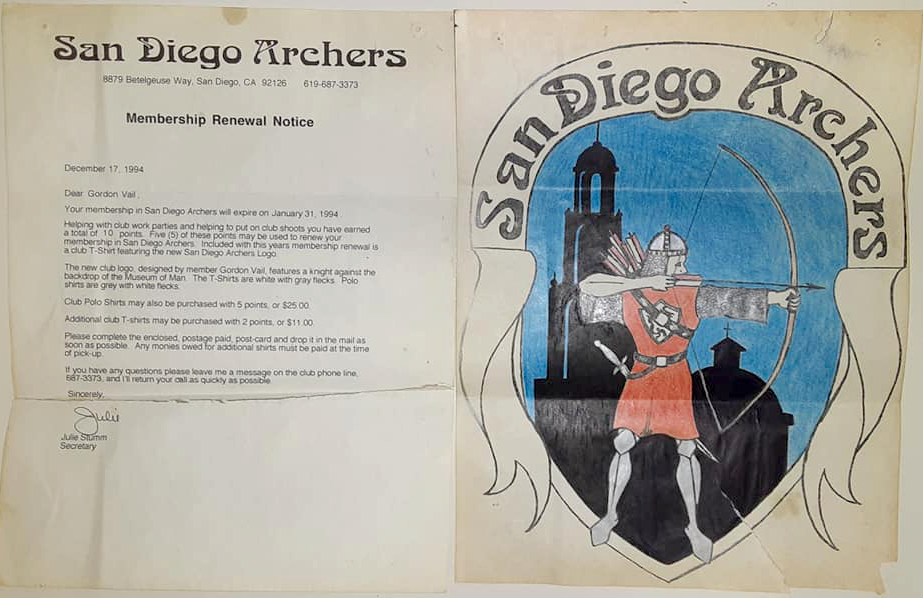 San Diego Archers
8879 Betelgeuse Way, San Diego, CA 92126 619-687-3373
Membership Renewal Notice
December 17, 1994
Dear Gordon Vail,
Your membership in San Diego Archers will expire on January 31, 1994.
Helping with club work parties and helping to put on club shoots you have earned
a total of 10 points. Five (5) of these points may be used to renew your
membership in San Diego Archers. Included with this years membership renewal is
a club T-Shirt featuring the new San Diego Archers Logo.
The new club logo, designed by member Gordon Vail, features a knight against the
backdrop of the Museum of Man. The T-Shirts are white with gray flecks. Polo
shirts are grey with white flecks.
Club Polo Shirts may also be purchased with 5 points, or $25.00.
Additional club T-shirts may be purchased with 2 points, or $11.00.
Please complete the enclosed, postage paid, post-card and drop it in the mail as
soon as possible. Any monies owed for additional shirts must be paid at the time
of pick-up.
If you have any questions please leave me a message on the club phone line,
687-3373, and I'll return your call as quickly as possible.
Sincerely,
Julie
Julie Stumm
Secretary
San Diego Archers